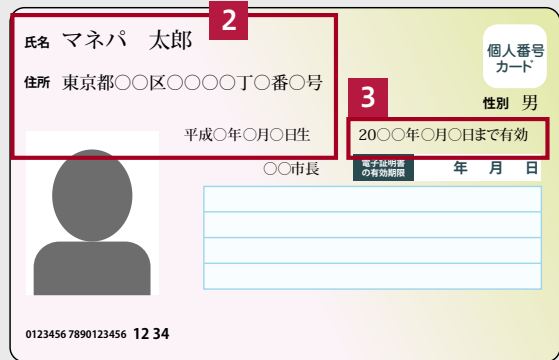 2
氏名 マネパ 太郎
個人番号
カード
住所 東京都○○区○○○○丁○番○号
3
性別 男
平成○年○月○日生
20○○年○月○日まで有効
○○市長
電子証明書
の有効期限
年 月 日
0123456 7890123456 12 34